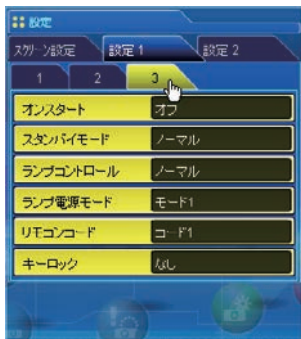 設定
スクリーン設定 設定 1 設定 2
1 2 3
オンスタート オフ
スタンバイモード ノーマル
ランプコントロール ノーマル
ランプ電源モード モード1
リモコンコード コード1
キーロック なし